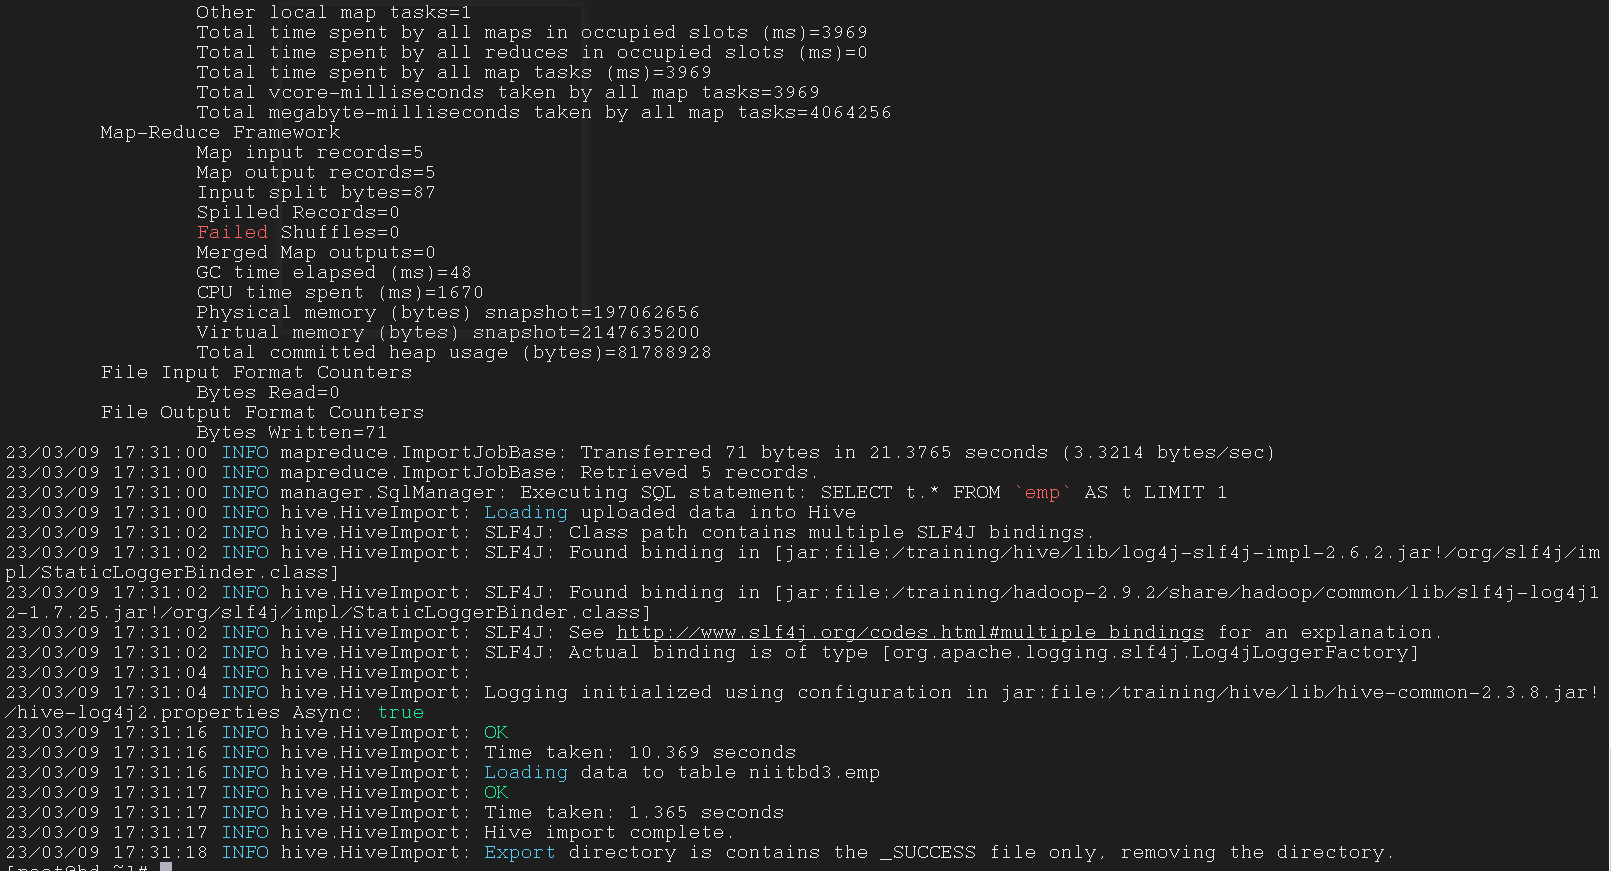 Other local map tasks=1
Total time spent by all maps in occupied slots (ms)=3969
Total time spent by all reduces in occupied slots (ms)=0
Total time spent by all map tasks (ms)=3969
Total vcore-milliseconds taken by all map tasks=3969
Total megabyte-milliseconds taken by all map tasks=4064256
Map-Reduce Framework
Map input records=5
Map output records=5
Input split bytes=87
Spilled Records=0
Failed Shuffles=0
Merged Map outputs=0
GC time elapsed (ms)=48
CPU time spent (ms)=1670
Physical memory (bytes) snapshot=197062656
Virtual memory (bytes) snapshot=2147635200
Total committed heap usage (bytes)=81788928
File Input Format Counters
Bytes Read=0
File Output Format Counters
Bytes Written=71
23/03/09 17:31:00 INFO mapreduce.ImportJobBase: Transferred 71 bytes in 21.3765 seconds (3.3214 bytes/sec)
23/03/09 17:31:00 INFO mapreduce.ImportJobBase: Retrieved 5 records.
23/03/09 17:31:00 INFO manager.SqlManager: Executing SQL statement: SELECT t.* FROM `emp` AS t LIMIT 1
23/03/09 17:31:00 INFO hive.HiveImport: Loading uploaded data into Hive
23/03/09 17:31:02 INFO hive.HiveImport: SLF4J: Class path contains multiple SLF4J bindings.
23/03/09 17:31:02 INFO hive.HiveImport: SLF4J: Found binding in [jar:file:/training/hive/lib/log4j-slf4j-impl-2.6.2.jar!/org/slf4j/im
pl/StaticLoggerBinder.class]
23/03/09 17:31:02 INFO hive.HiveImport: SLF4J: Found binding in [jar:file:/training/hadoop-2.9.2/share/hadoop/common/lib/slf4j-log4j1
2-1.7.25.jar!/org/slf4j/impl/StaticLoggerBinder.class]
23/03/09 17:31:02 INFO hive.HiveImport: SLF4J: See http://www.slf4j.org/codes.html#multiple_bindings for an explanation.
23/03/09 17:31:02 INFO hive.HiveImport: SLF4J: Actual binding is of type [org.apache.logging.slf4j.Log4jLoggerFactory]
23/03/09 17:31:04 INFO hive.HiveImport:
23/03/09 17:31:04 INFO hive.HiveImport: Logging initialized using configuration in jar:file:/training/hive/lib/hive-common-2.3.8.jar!
/hive-log4j2.properties Async: true
23/03/09 17:31:16 INFO hive.HiveImport: OK
23/03/09 17:31:16 INFO hive.HiveImport: Time taken: 10.369 seconds
23/03/09 17:31:16 INFO hive.HiveImport: Loading data to table niitbd3.emp
23/03/09 17:31:17 INFO hive.HiveImport: OK
23/03/09 17:31:17 INFO hive.HiveImport: Time taken: 1.365 seconds
23/03/09 17:31:17 INFO hive.HiveImport: Hive import complete.
23/03/09 17:31:18 INFO hive.HiveImport: Export directory is contains the _SUCCESS file only, removing the directory.
[root@bd ~]#